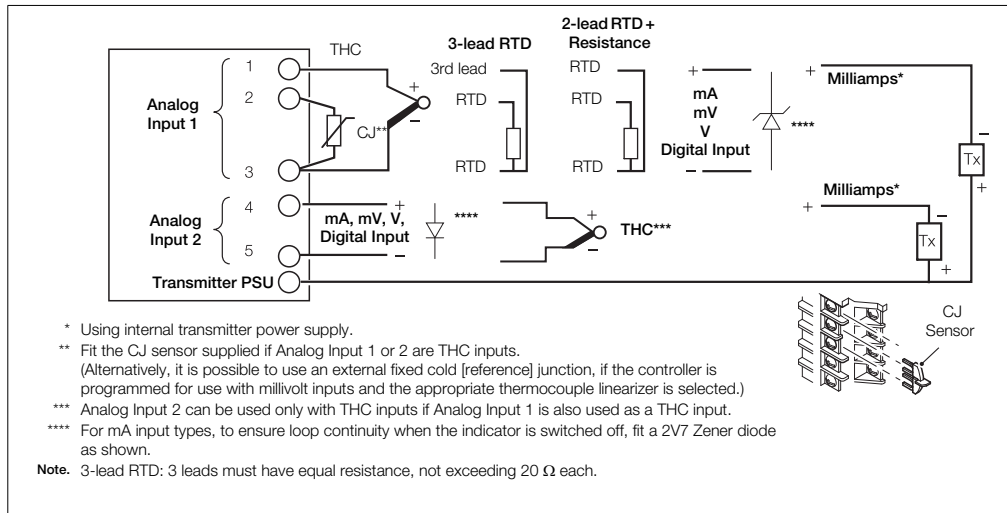 THC
3-lead RTD
2-lead RTD +
Resistance
3rd lead
RTD
RTD
RTD
RTD
RTD
Analog
Input 1
1
2
3
CJ**
+
–
+
mA
mV
V
Digital Input
–
****
+
Milliamps*
–
Tx
+
Analog
Input 2
4
5
+
mA, mV, V,
Digital Input
–
****
+
–
THC***
Milliamps*
+
–
Tx
+
Transmitter PSU
CJ
Sensor
* Using internal transmitter power supply.
** Fit the CJ sensor supplied if Analog Input 1 or 2 are THC inputs.
(Alternatively, it is possible to use an external fixed cold [reference] junction, if the controller is
programmed for use with millivolt inputs and the appropriate thermocouple linearizer is selected.)
*** Analog Input 2 can be used only with THC inputs if Analog Input 1 is also used as a THC input.
**** For mA input types, to ensure loop continuity when the indicator is switched off, fit a 2V7 Zener diode
as shown.
Note. 3-lead RTD: 3 leads must have equal resistance, not exceeding 20 Ω each.